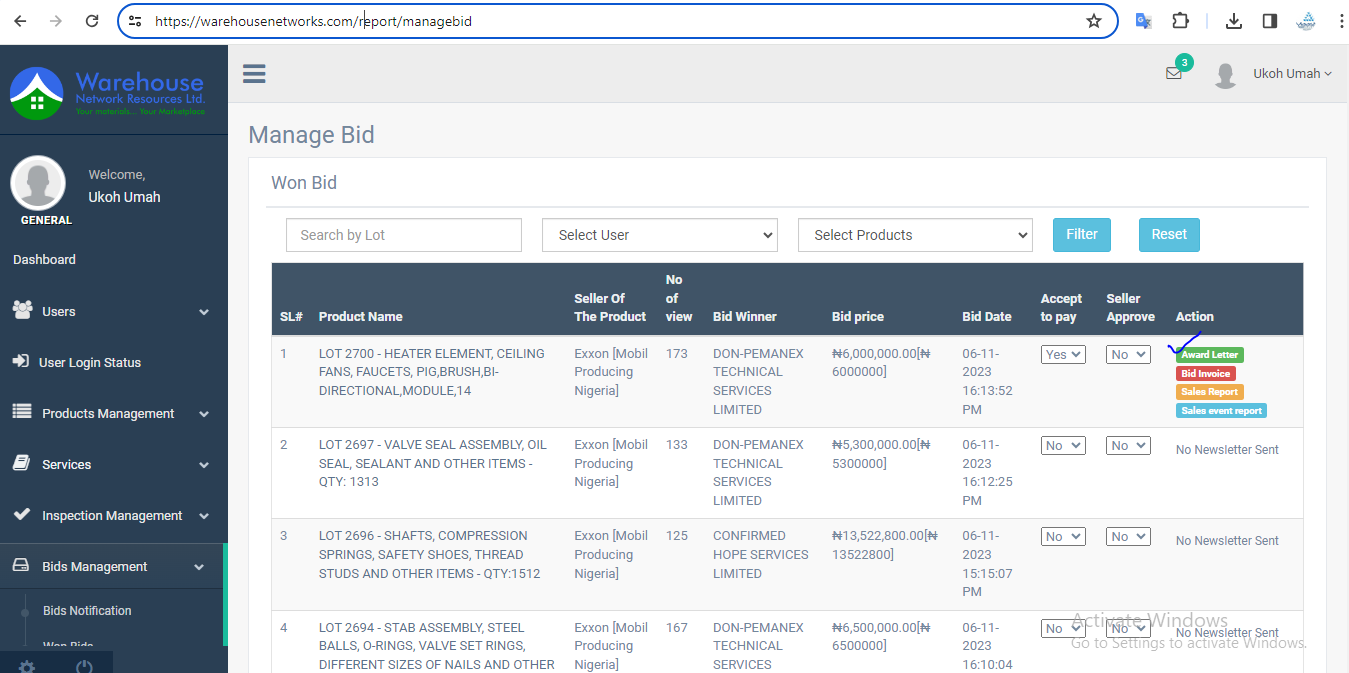 https://warehousenetworks.com/report/managebid
Warehouse
Network Resources Ltd.
Your materials... Your Marketplace
3
Ukoh Umah
Welcome,
Ukoh Umah
GENERAL
Dashboard
Users
User Login Status
Products Management
Services
Inspection Management
Bids Management
Bids Notification
Won Bids
Manage Bid
Won Bid
Search by Lot
Select User
Select Products
Filter
Reset
SL#
Product Name
Seller Of
The Product
No
of
view
Bid Winner
Bid price
Bid Date
Accept
to pay
Seller
Approve
Action
1
LOT 2700 - HEATER ELEMENT, CEILING
FANS, FAUCETS, PIG,BRUSH,BI-
DIRECTIONAL,MODULE,14
Exxon [Mobil
Producing
Nigeria]
173
DON-PEMANEX
TECHNICAL
SERVICES
LIMITED
₦6,000,000.00[₦
6000000]
06-11-
2023
16:13:52
PM
Yes
No
Award Letter
Bid Invoice
Sales Report
Sales event report
2
LOT 2697 - VALVE SEAL ASSEMBLY, OIL
SEAL, SEALANT AND OTHER ITEMS -
QTY: 1313
Exxon [Mobil
Producing
Nigeria]
133
DON-PEMANEX
TECHNICAL
SERVICES
LIMITED
₦5,300,000.00[₦
5300000]
06-11-
2023
16:12:25
PM
No
No
No Newsletter Sent
3
LOT 2696 - SHAFTS, COMPRESSION
SPRINGS, SAFETY SHOES, THREAD
STUDS AND OTHER ITEMS - QTY:1512
Exxon [Mobil
Producing
Nigeria]
125
CONFIRMED
HOPE SERVICES
LIMITED
₦13,522,800.00[₦
13522800]
06-11-
2023
15:15:07
PM
No
No
No Newsletter Sent
4
LOT 2694 - STAB ASSEMBLY, STEEL
BALLS, O-RINGS, VALVE SET RINGS,
DIFFERENT SIZES OF NAILS AND OTHER
Exxon [Mobil
Producing
Nigeria]
167
DON-PEMANEX
TECHNICAL
SERVICES
₦6,500,000.00[₦
6500000]
06-11-
2023
16:10:04
No
No
No Newsletter Sent
Activate Windows
Go to Settings to activate Windows.